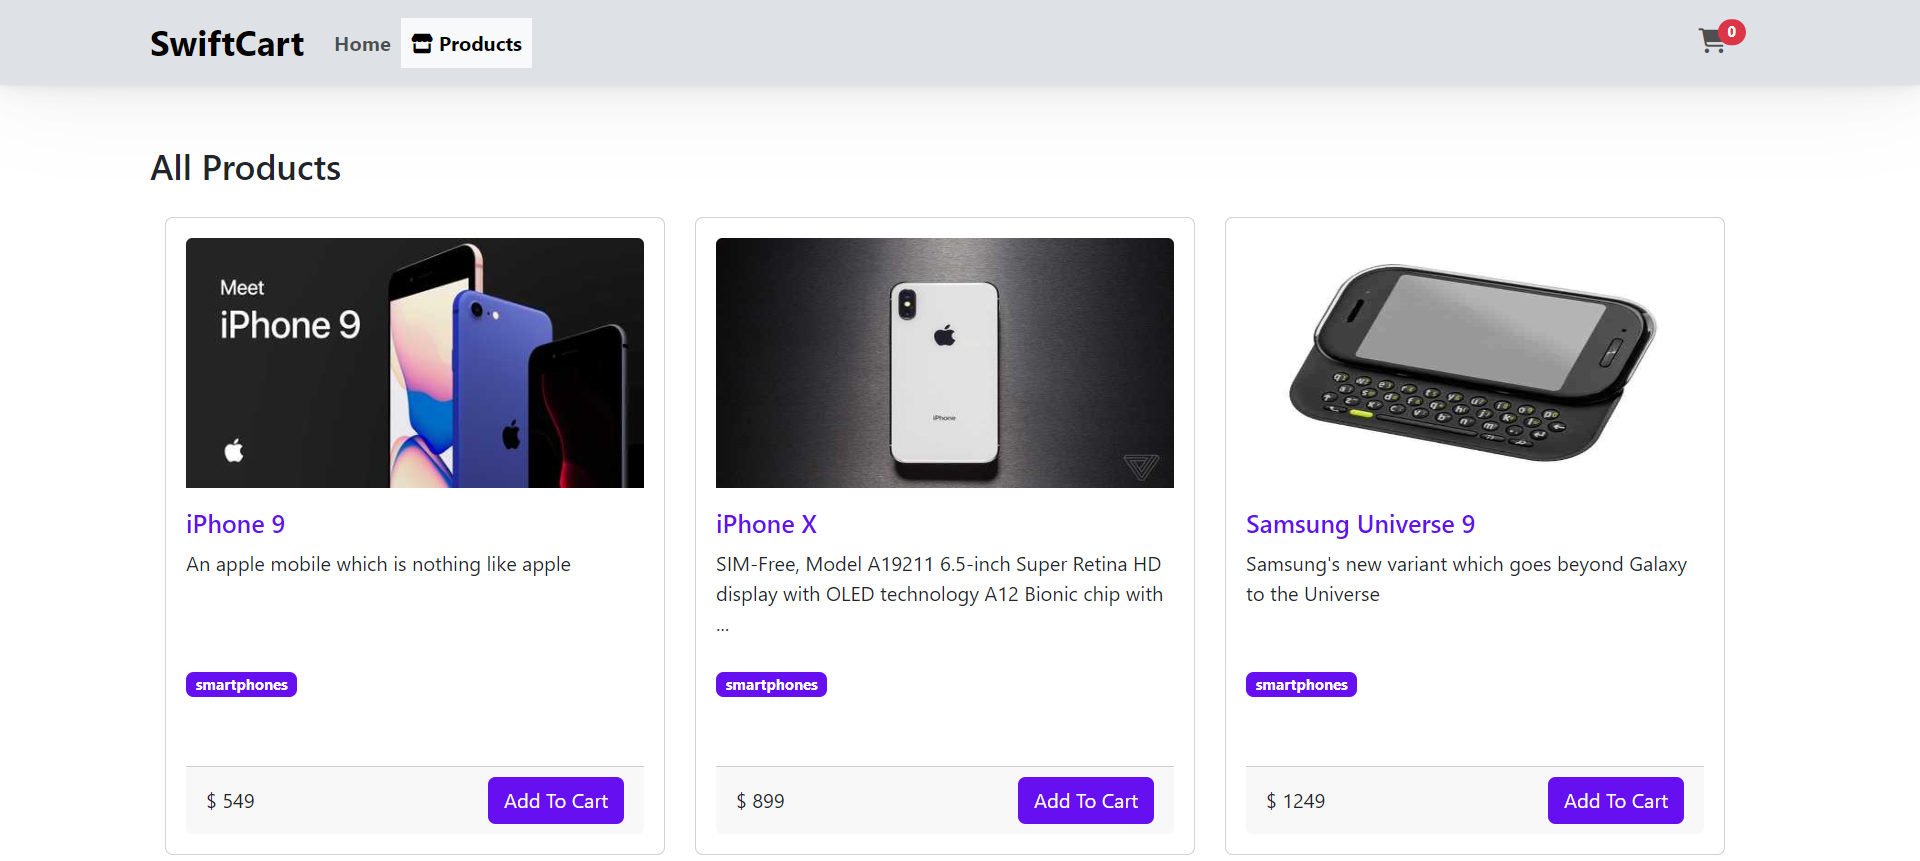 SwiftCart Home Products 0
All Products
Meet
iPhone 9
iPhone
iPhone 9
An apple mobile which is nothing like apple
smartphones
$ 549 Add To Cart
iPhone X
SIM-Free, Model A19211 6.5-inch Super Retina HD
display with OLED technology A12 Bionic chip with
...
smartphones
$ 899 Add To Cart
Samsung Universe 9
Samsung's new variant which goes beyond Galaxy
to the Universe
smartphones
$ 1249 Add To Cart